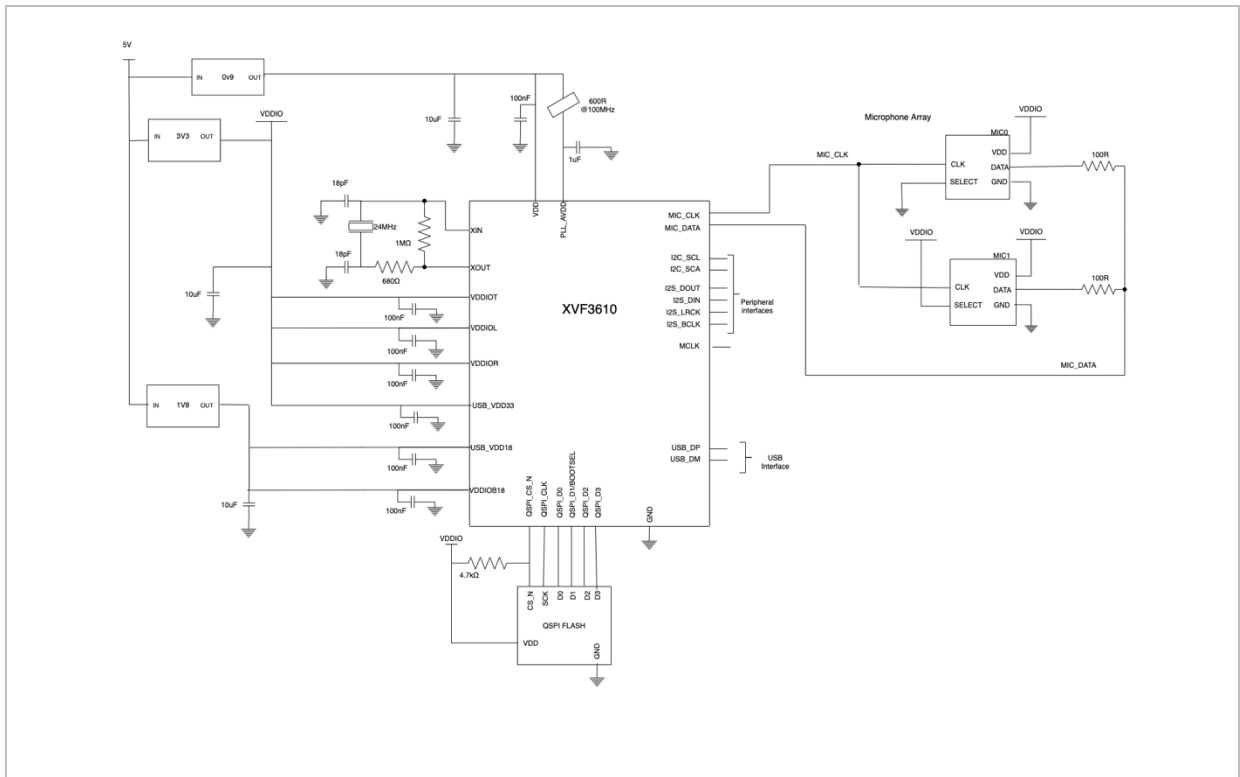 5V
IN 0v9 OUT
VDDIO
IN 3V3 OUT
10uF
100nF
600R
@100MHz
1uF
Microphone Array
VDDIO
MIC0
VDD
CLK
DATA
SELECT
GND
100R
MIC_CLK
18pF
24MHz
1MΩ
18pF
680Ω
XIN
XOUT
VDD
PLL_AVDD
MIC_CLK
MIC_DATA
VDDIO
VDDIO
MIC1
VDD
CLK
DATA
SELECT
GND
100R
MIC_DATA
I2C_SCL
I2C_SCA
I2S_DOUT
I2S_DIN
I2S_LRCK
I2S_BCLK
Peripheral
interfaces
MCLK
XVF3610
10uF
VDDIOT
100nF
VDDIOL
100nF
VDDIOR
100nF
IN 1V8 OUT
USB_VDD33
100nF
USB_VDD18
100nF
VDDIOB18
100nF
10uF
USB_DP
USB_DM
USB
Interface
QSPI_CS_N
QSPI_CLK
QSPI_D0
QSPI_D1/BOOTSEL
QSPI_D2
QSPI_D3
GND
VDDIO
4.7kΩ
CS_N
SCK
D0
D1
D2
D3
QSPI FLASH
VDD
GND